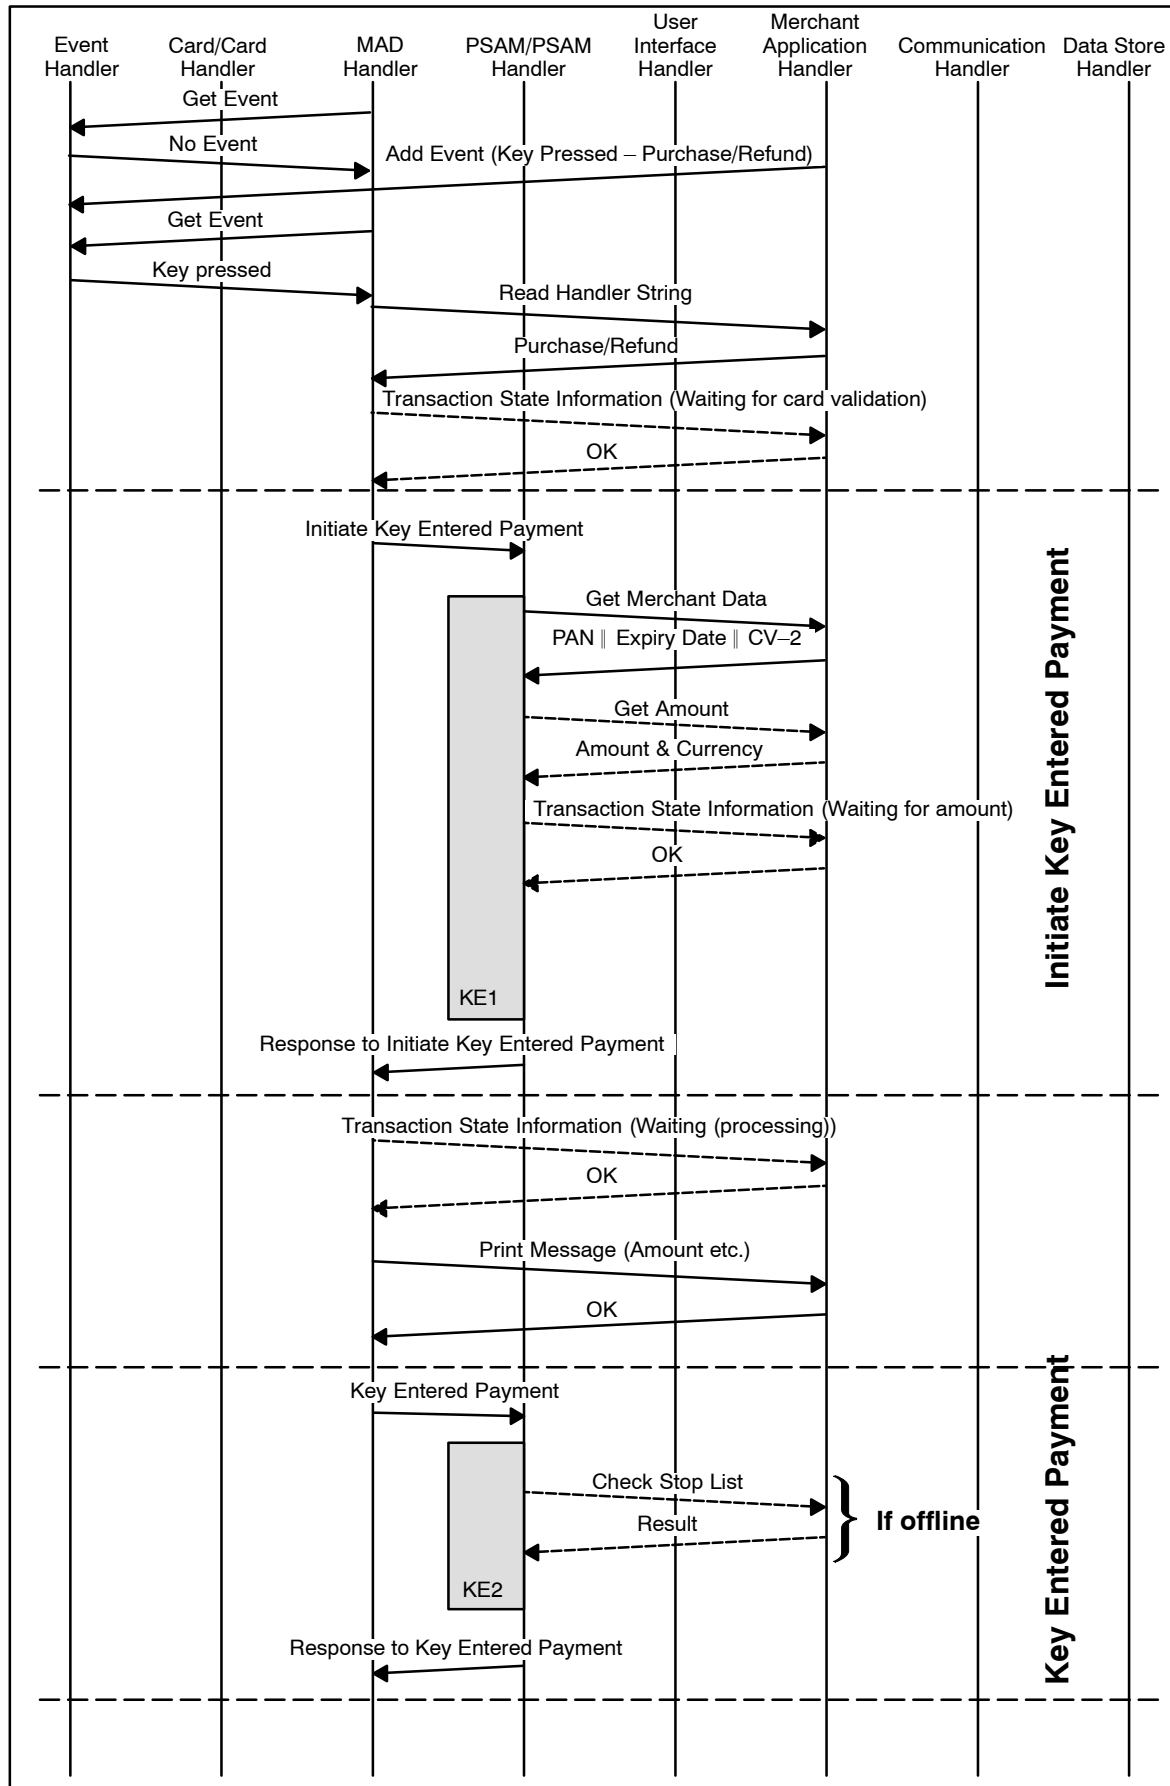 Event
Handler
Card/Card
Handler
MAD
Handler
PSAM/PSAM
Handler
User
Interface
Handler
Merchant
Application
Handler
Communication
Handler
Data Store
Handler
Get Event
No Event
Add Event (Key Pressed – Purchase/Refund)
Get Event
Key pressed
Read Handler String
Purchase/Refund
Transaction State Information (Waiting for card validation)
OK
Initiate Key Entered Payment
Get Merchant Data
PAN || Expiry Date || CV–2
Get Amount
Amount & Currency
Transaction State Information (Waiting for amount)
OK
KE1
Initiate Key Entered Payment
Response to Initiate Key Entered Payment
Transaction State Information (Waiting (processing))
OK
Print Message (Amount etc.)
OK
Key Entered Payment
Check Stop List
Result
If offline
KE2
Key Entered Payment
Response to Key Entered Payment